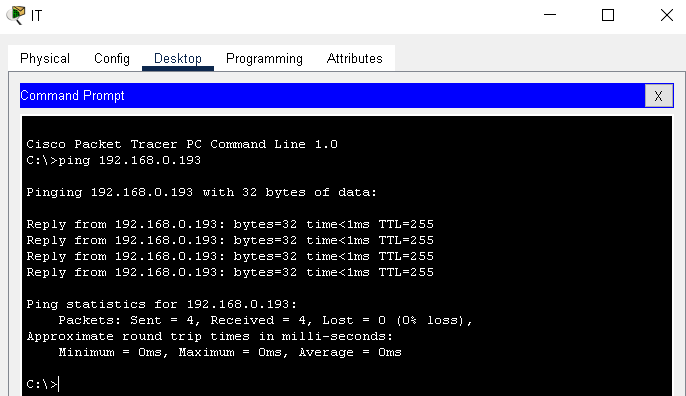 IT
Physical Config Desktop Programming Attributes
Command Prompt X
Cisco Packet Tracer PC Command Line 1.0
C:\>ping 192.168.0.193
Pinging 192.168.0.193 with 32 bytes of data:
Reply from 192.168.0.193: bytes=32 time<1ms TTL=255
Reply from 192.168.0.193: bytes=32 time<1ms TTL=255
Reply from 192.168.0.193: bytes=32 time<1ms TTL=255
Reply from 192.168.0.193: bytes=32 time<1ms TTL=255
Ping statistics for 192.168.0.193:
Packets: Sent = 4, Received = 4, Lost = 0 (0% loss),
Approximate round trip times in milli-seconds:
Minimum = 0ms, Maximum = 0ms, Average = 0ms
C:\>